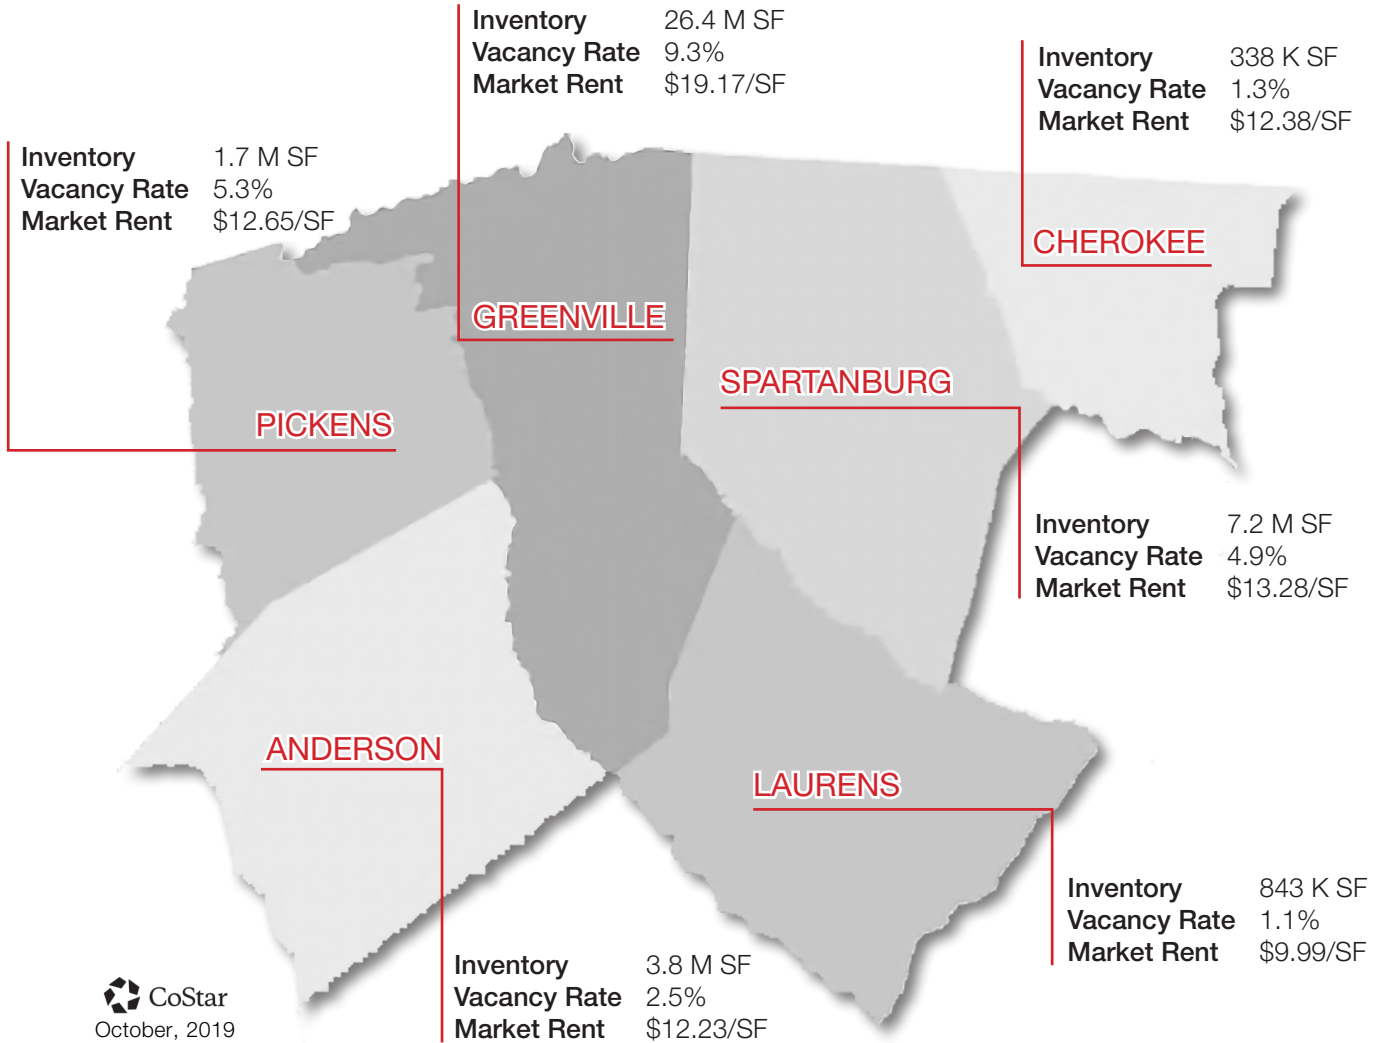 Inventory 26.4 M SF
Vacancy Rate 9.3%
Market Rent $19.17/SF
Inventory 338 K SF
Vacancy Rate 1.3%
Market Rent $12.38/SF
Inventory 1.7 M SF
Vacancy Rate 5.3%
Market Rent $12.65/SF
CHEROKEE
GREENVILLE
SPARTANBURG
PICKENS
Inventory 7.2 M SF
Vacancy Rate 4.9%
Market Rent $13.28/SF
ANDERSON
LAURENS
Inventory 843 K SF
Vacancy Rate 1.1%
Market Rent $9.99/SF
Inventory 3.8 M SF
Vacancy Rate 2.5%
Market Rent $12.23/SF
CoStar
October, 2019